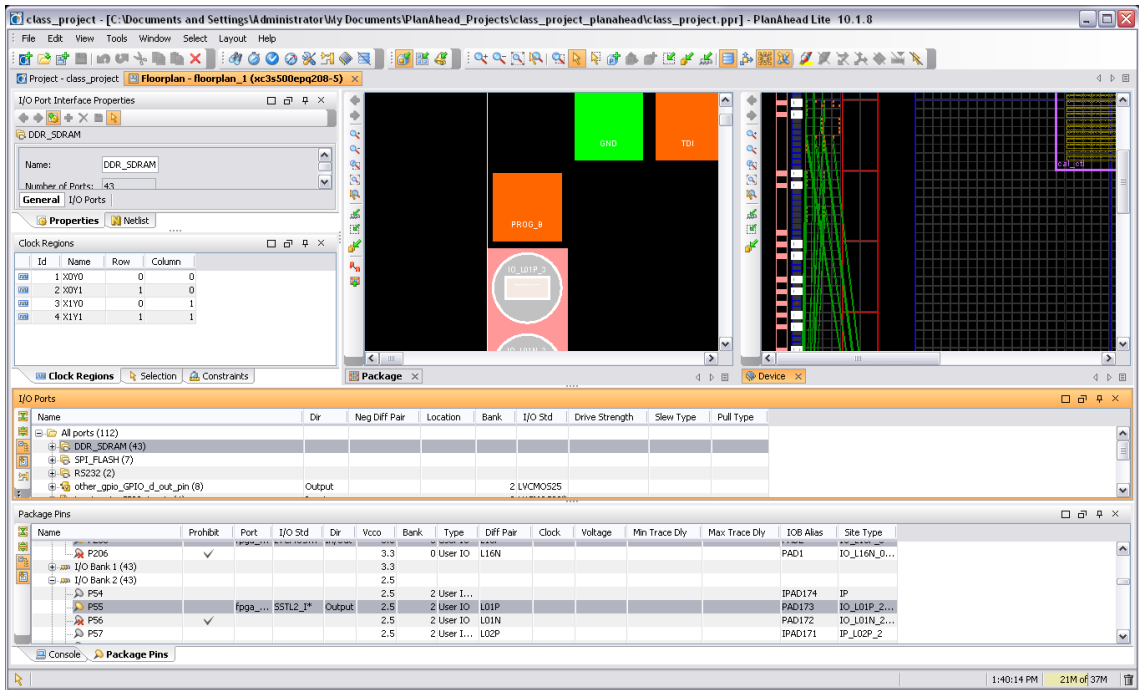 class_project - [C:\Documents and Settings\Administrator\My Documents\PlanAhead_Projects\class_project_planahead\class_project.ppr] - PlanAhead Lite 10.1.8
File Edit View Tools Window Select Layout Help
Project - class_project Floorplan - floorplan_1 (xc3s500epq208-5)
I/O Port Interface Properties
DDR_SDRAM
Name: DDR_SDRAM
Number of Ports: 43
General I/O Ports
Properties Netlist
Clock Regions
Id Name Row Column
1 X0Y0 0 0
2 X0Y1 1 0
3 X1Y0 0 1
4 X1Y1 1 1
Clock Regions Selection Constraints
GND TDI
PROG_B
IO_L01P_2
IO_L01N_2
Package
cal_ctl
Device
I/O Ports
Name Dir Neg Diff Pair Location Bank I/O Std Drive Strength Slew Type Pull Type
All ports (112)
DDR_SDRAM (43)
SPI_FLASH (7)
RS232 (2)
other_gpio_GPIO_d_out_pin (8) Output 2 LVCMOS25
Package Pins
Name Prohibit Port I/O Std Dir Vcco Bank Type Diff Pair Clock Voltage Min Trace Dly Max Trace Dly IOB Alias Site Type
P206 3.3 0 User IO L16N PAD1 IO_L16N_0...
I/O Bank 1 (43) 3.3
I/O Bank 2 (43) 2.5
P54 2.5 2 User I... IPAD174 IP
P55 fpga_... SSTL2_I* Output 2.5 2 User IO L01P PAD173 IO_L01P_2...
P56 2.5 2 User IO L01N PAD172 IO_L01N_2...
P57 2.5 2 User I... L02P IPAD171 IP_L02P_2
Console Package Pins
1:40:14 PM 21M of 37M